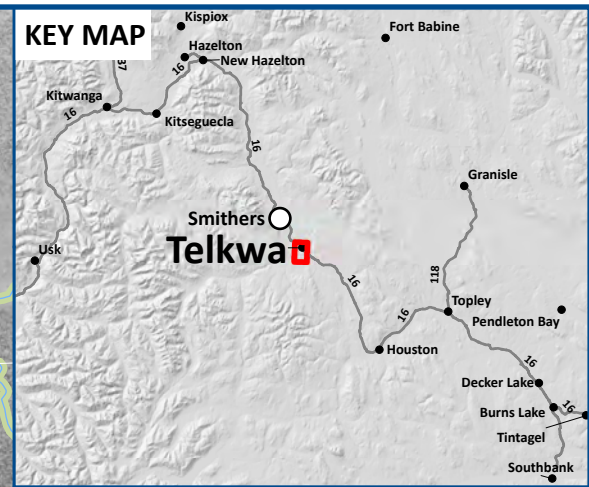 KEY MAP
Kispiox
Fort Babine
Hazelton
New Hazelton
37
16
Kitwanga
16
Kitseguecla
16
Granisle
Smithers
Telkwa
Usk
118
16
Topley
16
Pendleton Bay
Houston
16
Decker Lake
Burns Lake
16
Tintagel
Southbank